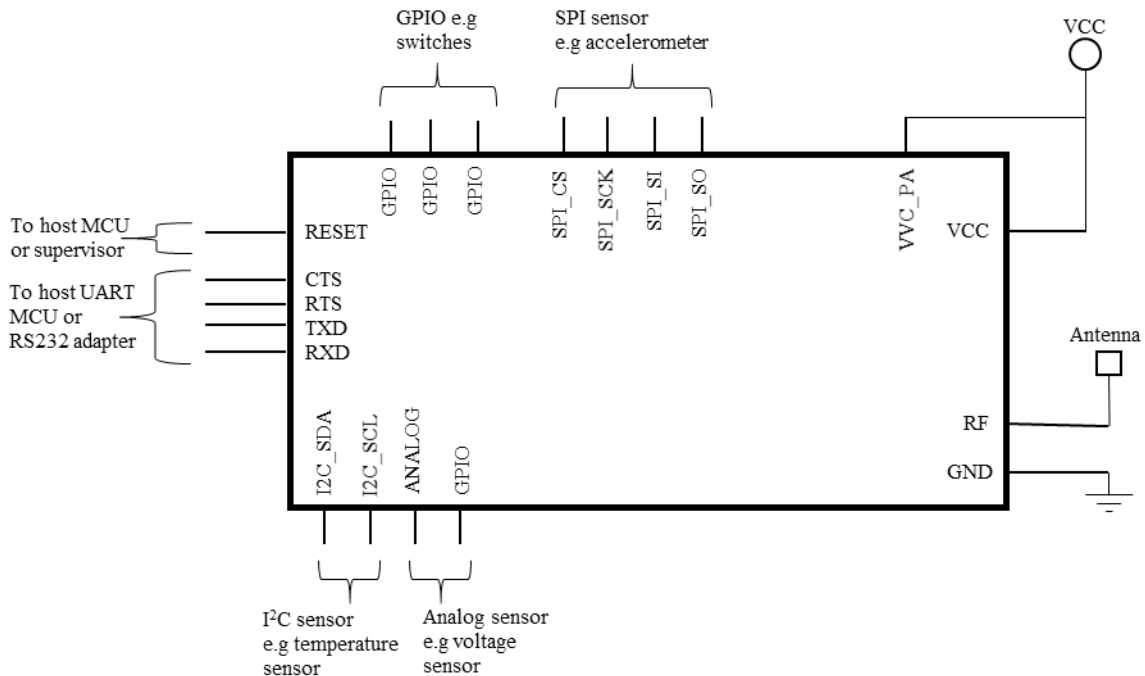 GPIO e.g
switches
SPI sensor
e.g accelerometer
VCC
GPIO
GPIO
GPIO
SPI_CS
SPI_SCK
SPI_SI
SPI_SO
VVC_PA
To host MCU
or supervisor
RESET
VCC
To host UART
MCU or
RS232 adapter
CTS
RTS
TXD
RXD
Antenna
RF
GND
I2C_SDA
I2C_SCL
ANALOG
GPIO
I²C sensor
e.g temperature
sensor
Analog sensor
e.g voltage
sensor